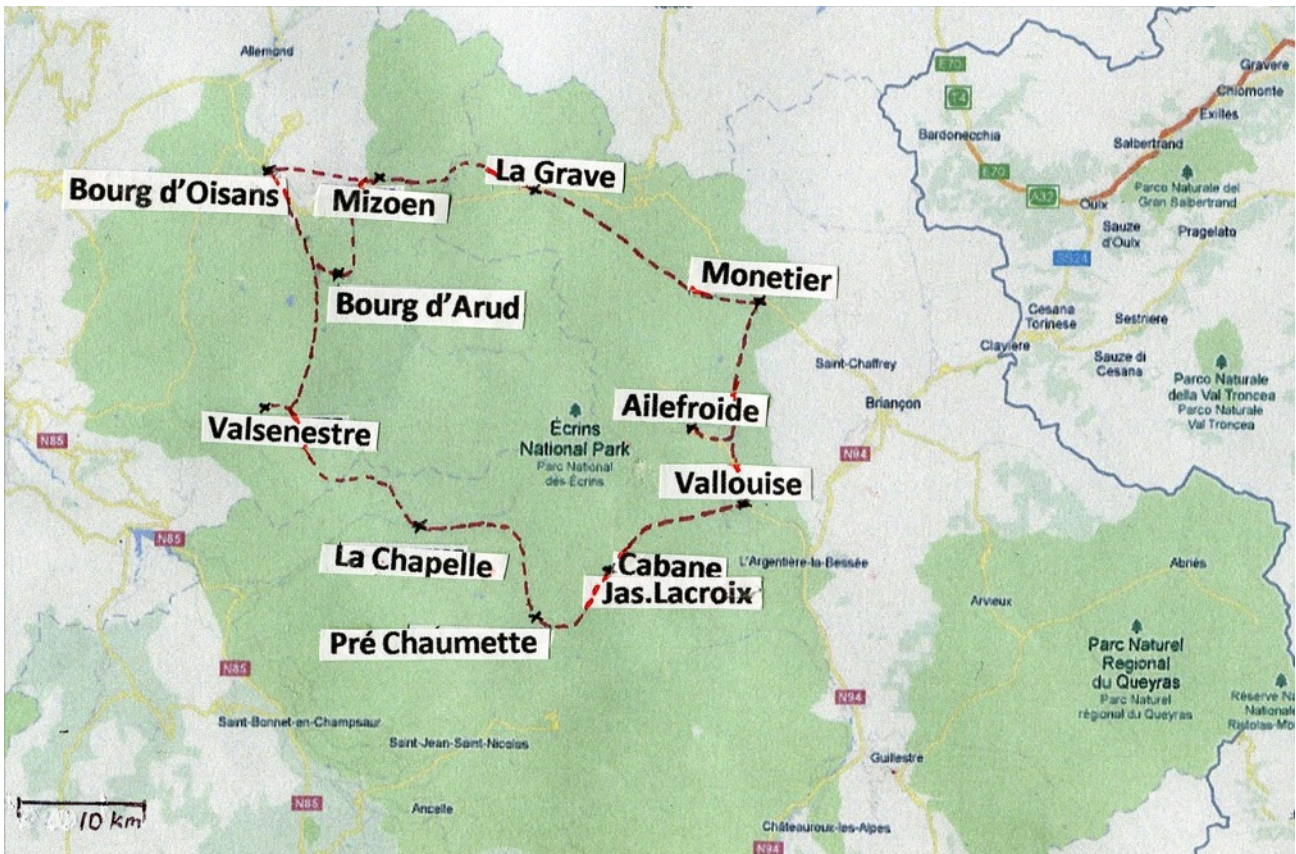 Allemond
E70
T4
Gravere
Chiomonte
Exilles
Bardonecchia
Salbertrand
E70
A32
Oulx
Parco Naturale del
Gran Salbertrand
Bourg d'Oisans
Mizoen
La Grave
Sauze
d'Oulx
Pragelato
SS24
Monetier
Bourg d'Arud
Cesana
Torinese
Sestriere
Claviere
Sauze di
Cesana
Saint-Chaffrey
Briançon
Parco Naturale
della Val Troncea
Parco Naturale
Val Troncea
Ailefroide
Écrins
National Park
Parc National
des Écrins
Valsenestre
N85
N94
Vallouise
N85
La Chapelle
Cabane
Jas.Lacroix
L'Argentière-la-Bessée
Abriès
Arvieux
Pré Chaumette
Parc Naturel
Regional
du Queyras
Parc Naturel
régional du Queyras
N85
N94
Réserve Na
Nationale
Ristolas-Mo
Saint-Bonnet-en-Champsaur
Saint-Jean-Saint-Nicolas
Guillestre
N85
Ancelle
10 km
Châteauroux-les-Alpes
N94